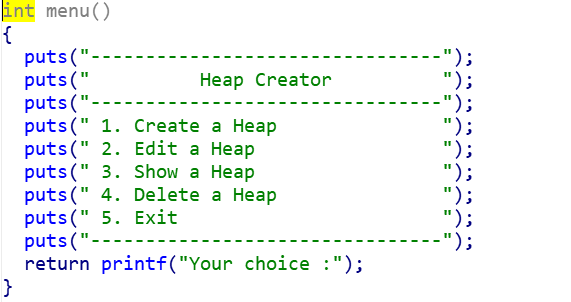 int menu()
{
  puts("--------------------------------");
  puts("          Heap Creator          ");
  puts("--------------------------------");
  puts(" 1. Create a Heap               ");
  puts(" 2. Edit a Heap                 ");
  puts(" 3. Show a Heap                 ");
  puts(" 4. Delete a Heap               ");
  puts(" 5. Exit                        ");
  puts("--------------------------------");
  return printf("Your choice :");
}